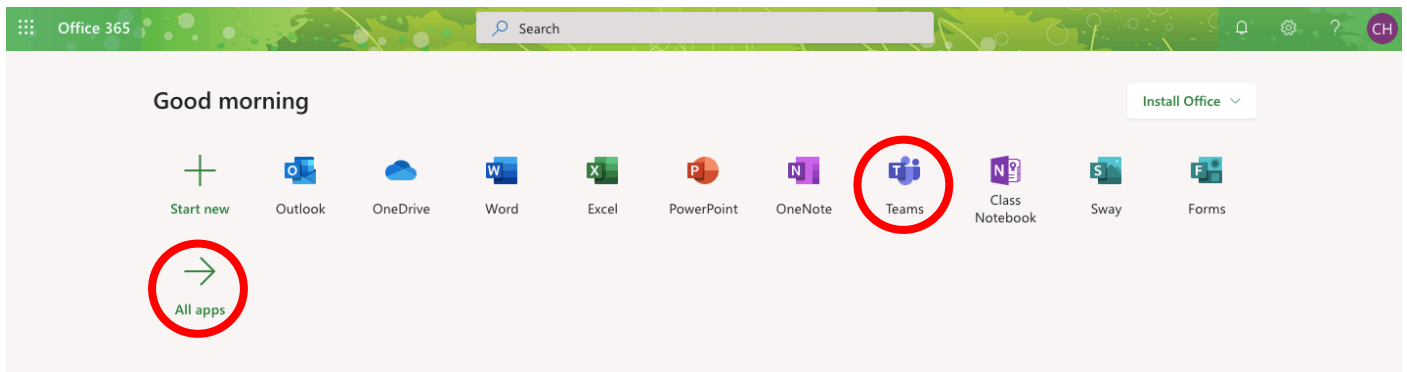 Office 365
Search
?
CH
Good morning
Install Office
Start new
Outlook
OneDrive
Word
Excel
PowerPoint
OneNote
Teams
Class
Notebook
Sway
Forms
All apps